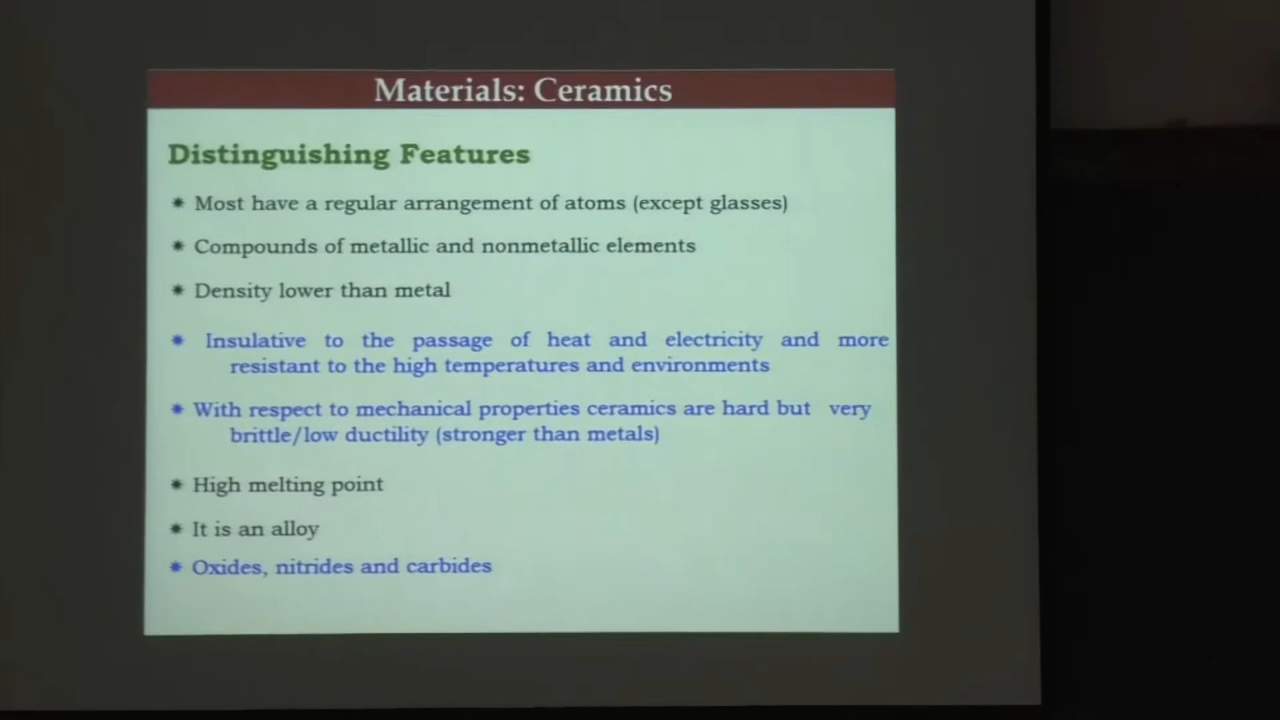 Materials: Ceramics
Distinguishing Features
* Most have a regular arrangement of atoms (except glasses)
* Compounds of metallic and nonmetallic elements
* Density lower than metal
* Insulative to the passage of heat and electricity and more
resistant to the high temperatures and environments
* With respect to mechanical properties ceramics are hard but very
brittle/low ductility (stronger than metals)
* High melting point
* It is an alloy
* Oxides, nitrides and carbides